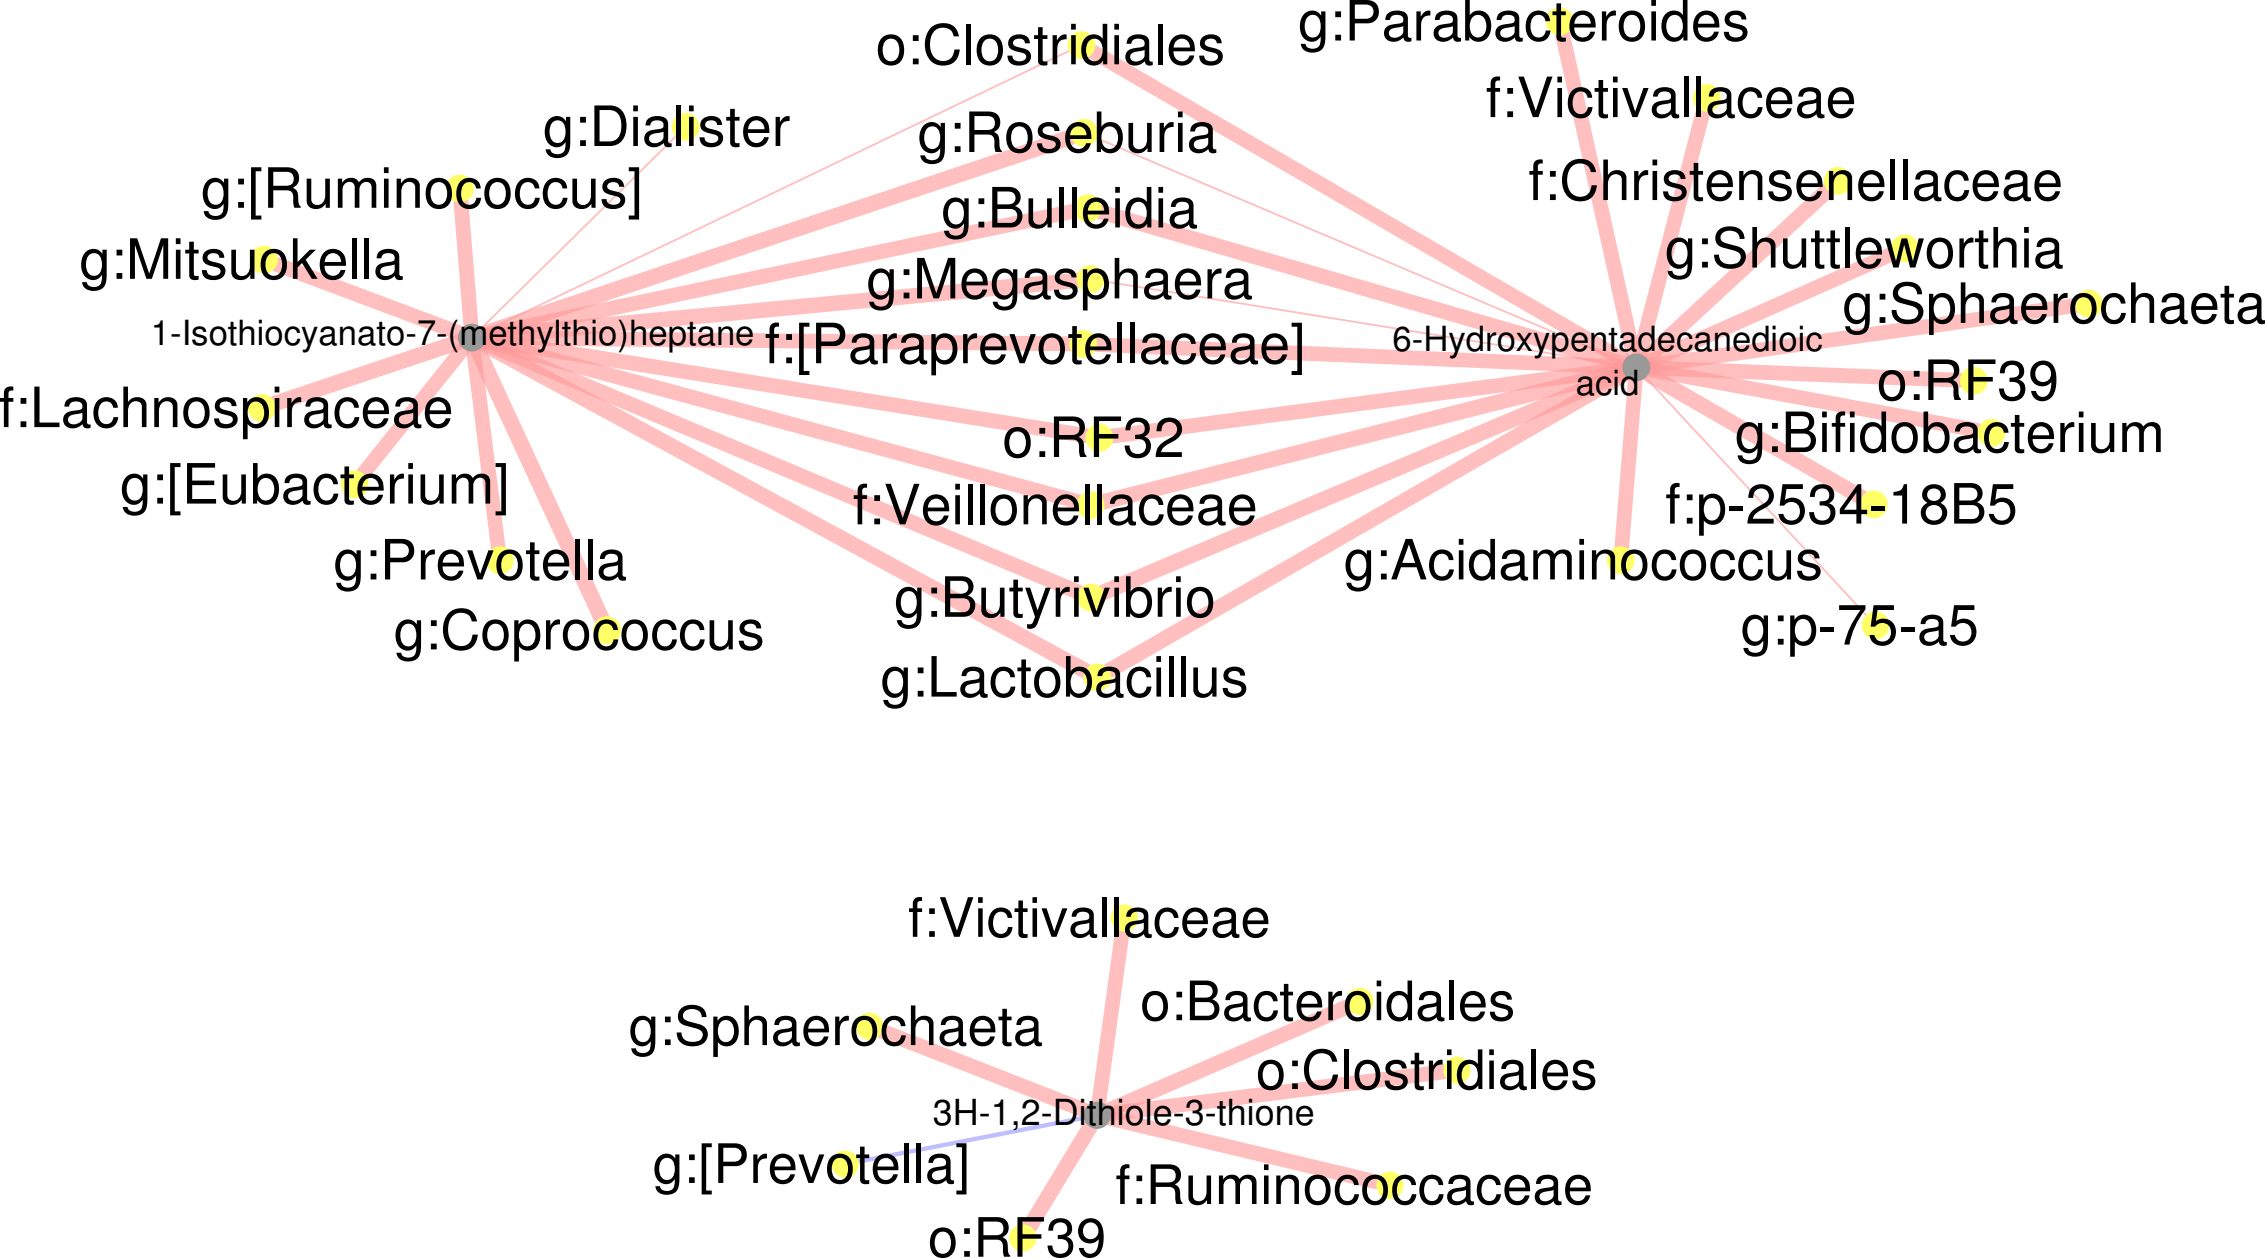 g:Parabacteroides
o:Clostridiales
f:Victivallaceae
g:Dialister
g:Roseburia
g:[Ruminococcus]
f:Christensenellaceae
g:Bulleidia
g:Mitsuokella
g:Shuttleworthia
g:Megasphaera
g:Sphaerochaeta
1-Isothiocyanato-7-(methylthio)heptane
f:[Paraprevotellaceae]
6-Hydroxypentadecanedioic
acid
o:RF39
f:Lachnospiraceae
o:RF32
g:Bifidobacterium
g:[Eubacterium]
f:Veillonellaceae
f:p-2534-18B5
g:Prevotella
g:Acidaminococcus
g:Butyrivibrio
g:Coprococcus
g:p-75-a5
g:Lactobacillus
f:Victivallaceae
o:Bacteroidales
g:Sphaerochaeta
o:Clostridiales
3H-1,2-Dithiole-3-thione
g:[Prevotella]
f:Ruminococcaceae
o:RF39